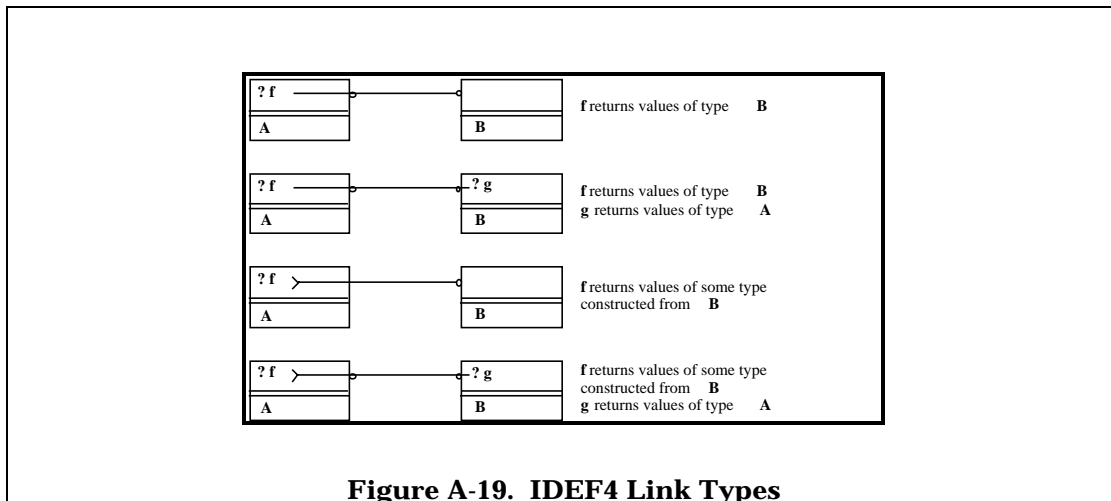 ? f
A
B
f returns values of type B
? f
A
? g
B
f returns values of type B
g returns values of type A
? f
A
B
f returns values of some type
constructed from B
? f
A
? g
B
f returns values of some type
constructed from B
g returns values of type A
Figure A-19. IDEF4 Link Types